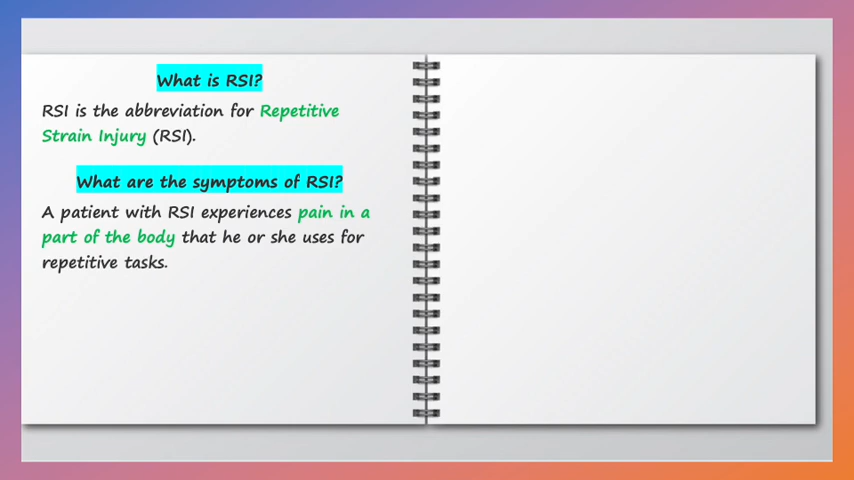 What is RSI?
RSI is the abbreviation for Repetitive
Strain Injury (RSI).
What are the symptoms of RSI?
A patient with RSI experiences pain in a
part of the body that he or she uses for
repetitive tasks.